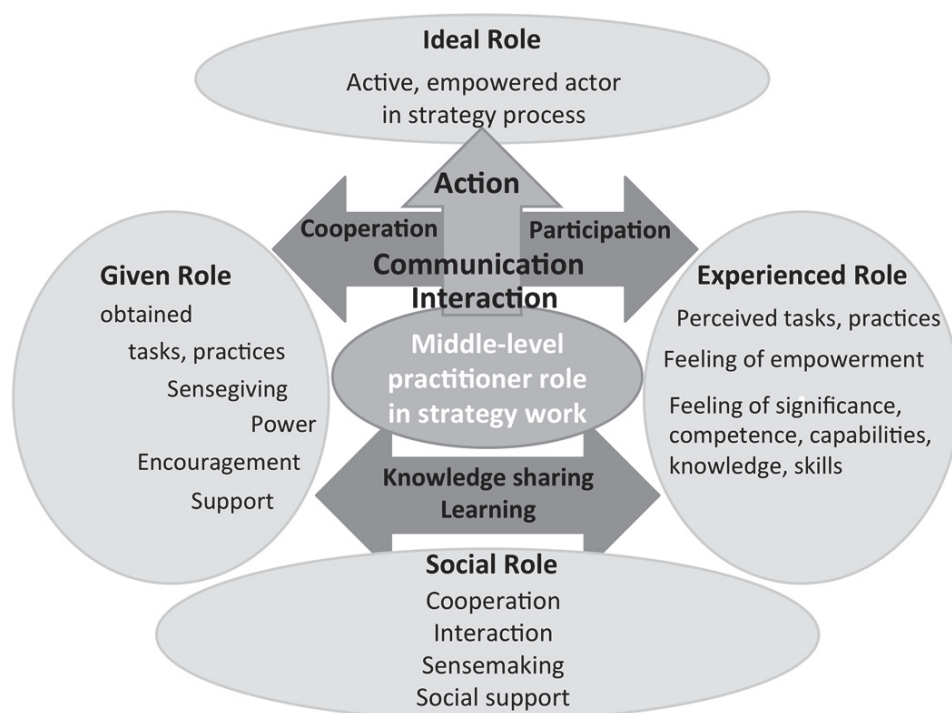 Ideal Role
Active, empowered actor
in strategy process
Action
Cooperation
Participation
Communication
Interaction
Given Role
obtained
tasks, practices
Sensegiving
Power
Encouragement
Support
Middle-level
practitioner role
in strategy work
Experienced Role
Perceived tasks, practices
Feeling of empowerment
Feeling of significance,
competence, capabilities,
knowledge, skills
Knowledge sharing
Learning
Social Role
Cooperation
Interaction
Sensemaking
Social support